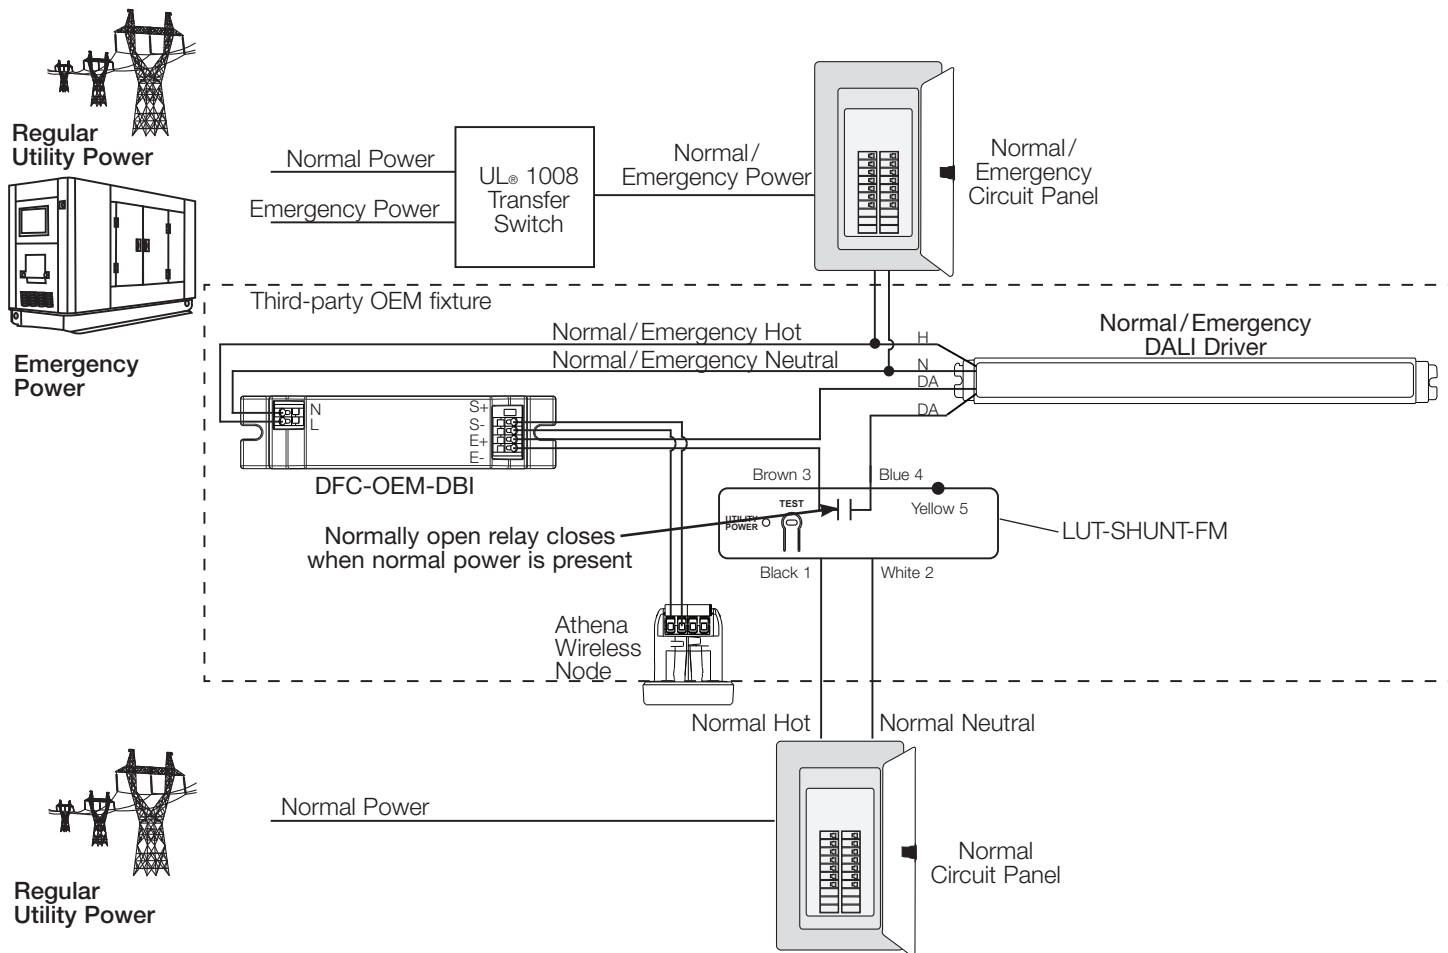 Regular
Utility Power
Normal Power
Emergency Power
UL® 1008
Transfer
Switch
Normal/
Emergency Power
Normal/
Emergency
Circuit Panel
Emergency
Power
Third-party OEM fixture
Normal/Emergency Hot
Normal/Emergency Neutral
H
N
DA
DA
Normal/Emergency
DALI Driver
N
L
S+
S-
E+
E-
DFC-OEM-DBI
Brown 3
Blue 4
TEST
UTILITY
POWER
Yellow 5
LUT-SHUNT-FM
Normally open relay closes
when normal power is present
Black 1
White 2
Athena
Wireless
Node
Normal Hot
Normal Neutral
Normal Power
Regular
Utility Power
Normal
Circuit Panel